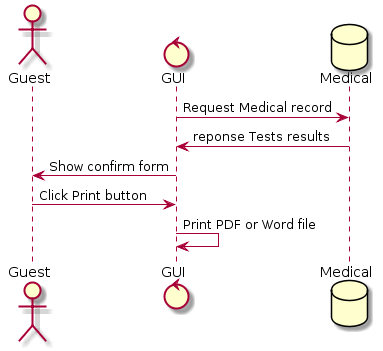 Guest GUI Medical
Request Medical record
reponse Tests results
Show confirm form
Click Print button
Print PDF or Word file
Guest GUI Medical